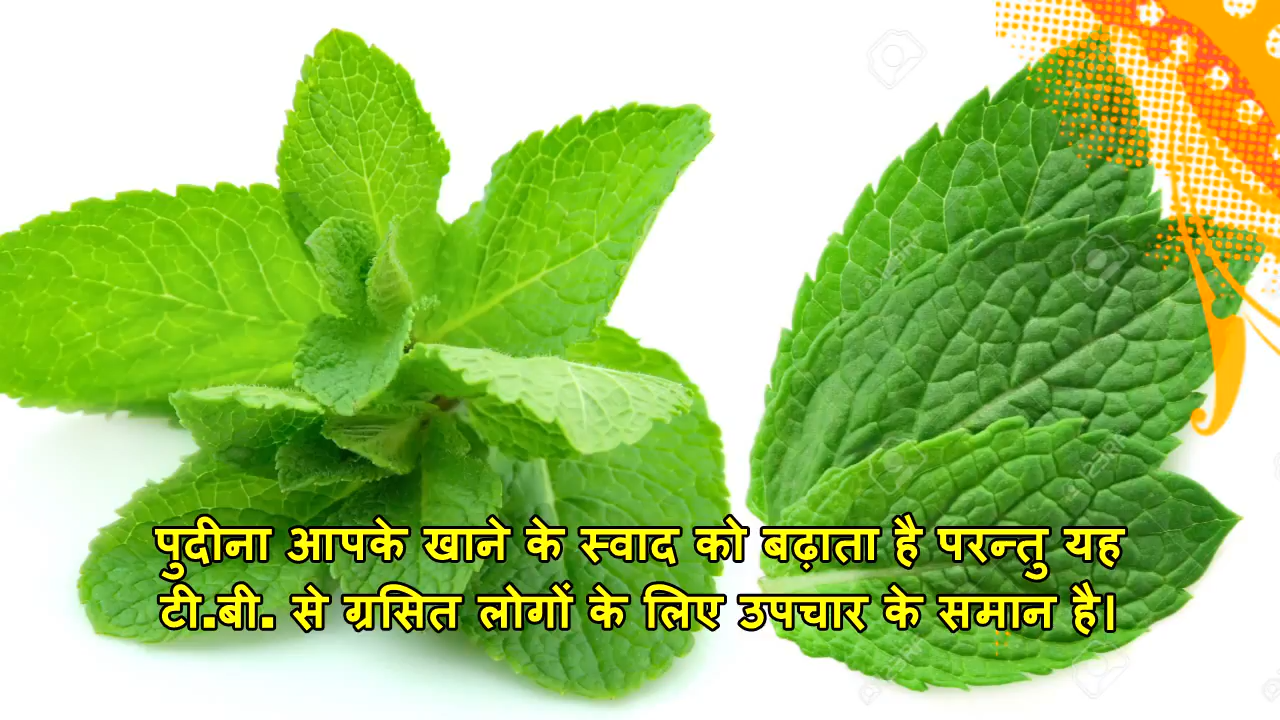 पुदीना आपके खाने के स्वाद को बढ़ाता है परन्तु यह
टी.बी. से ग्रसित लोगों के लिए उपचार के समान है।